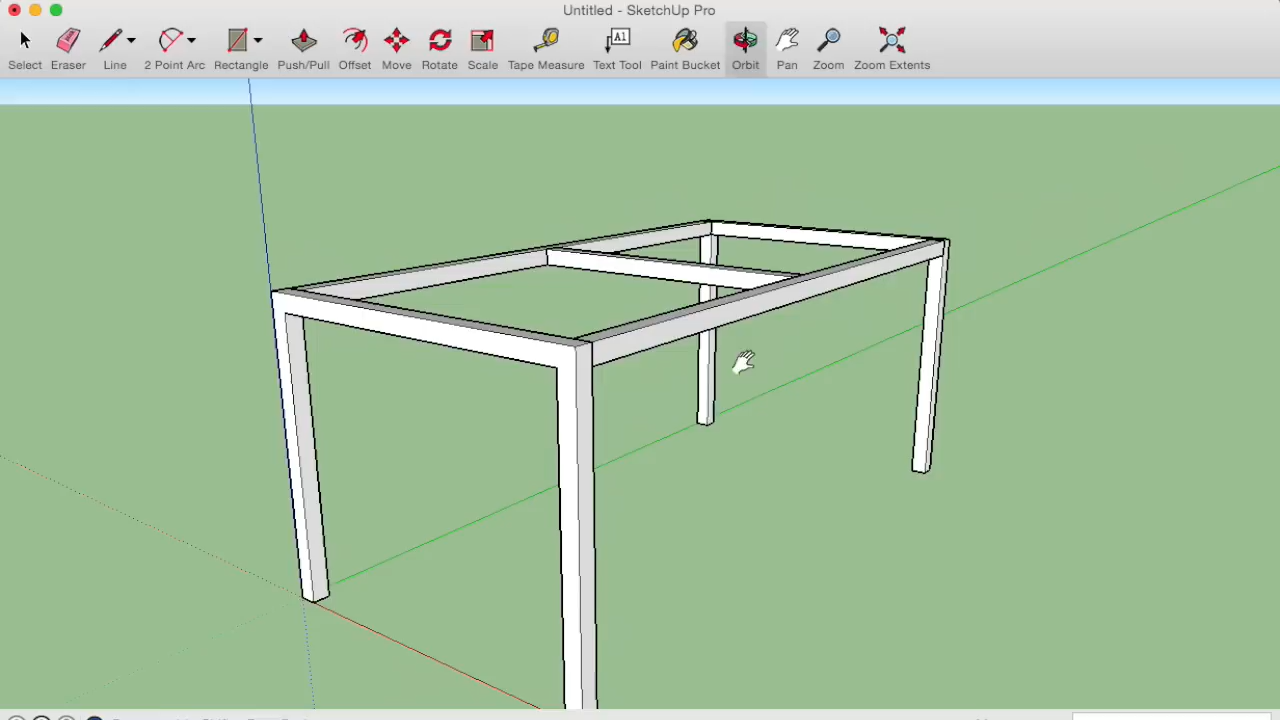 Untitled - SketchUp Pro
A1
Select Eraser Line 2 Point Arc Rectangle Push/Pull Offset Move Rotate Scale Tape Measure Text Tool Paint Bucket Orbit Pan Zoom Zoom Extents